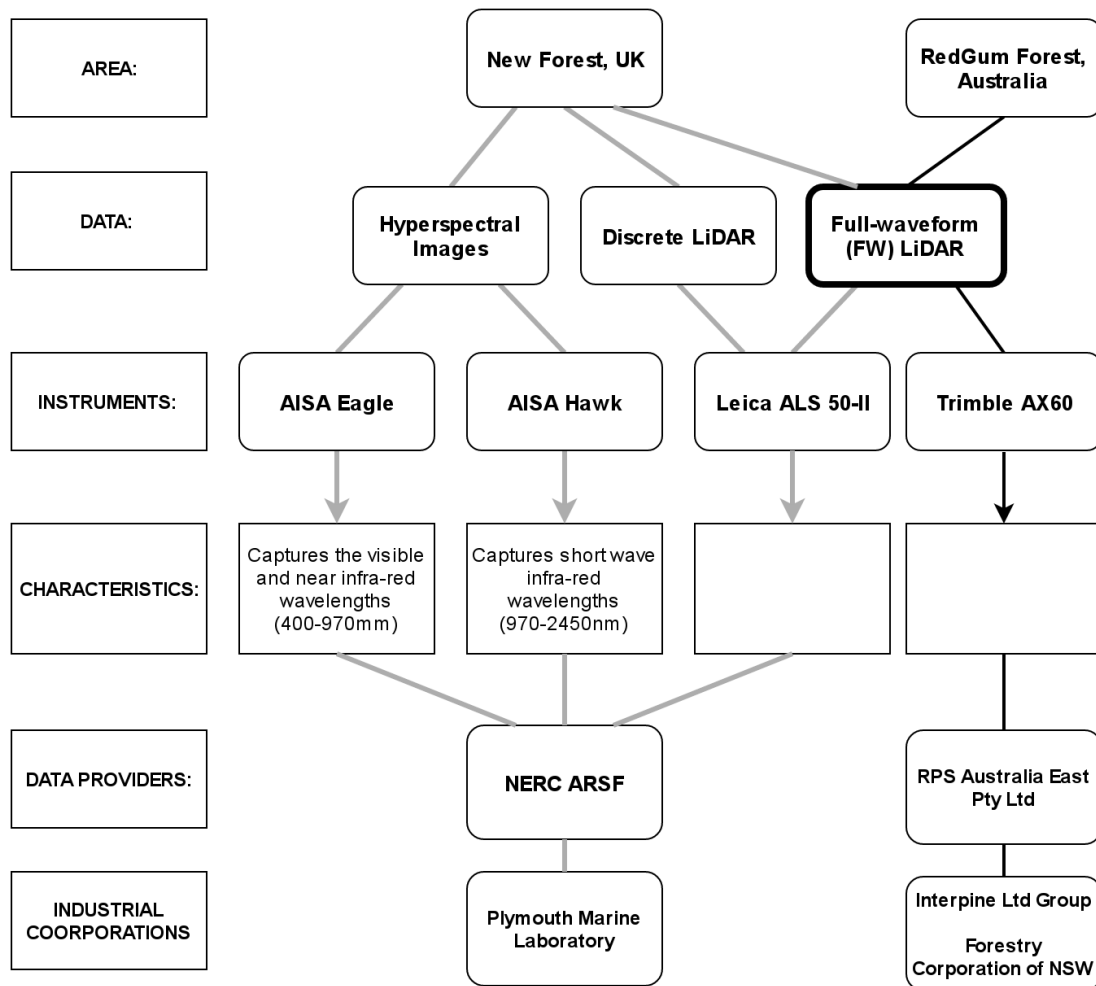 AREA:
New Forest, UK
RedGum Forest,
Australia
DATA:
Hyperspectral
Images
Discrete LiDAR
Full-waveform
(FW) LiDAR
INSTRUMENTS:
AISA Eagle
AISA Hawk
Leica ALS 50-II
Trimble AX60
CHARACTERISTICS:
Captures the visible
and near infra-red
wavelengths
(400-970mm)
Captures short wave
infra-red
wavelengths
(970-2450nm)
DATA PROVIDERS:
NERC ARSF
RPS Australia East
Pty Ltd
INDUSTRIAL
COORPORATIONS
Plymouth Marine
Laboratory
Interpine Ltd Group
Forestry
Corporation of NSW